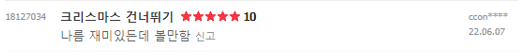 18127034 크리스마스 건너뛰기 ★★★★★ 10 ccon****
나름 재미있든데 볼만함 신고 22.06.07